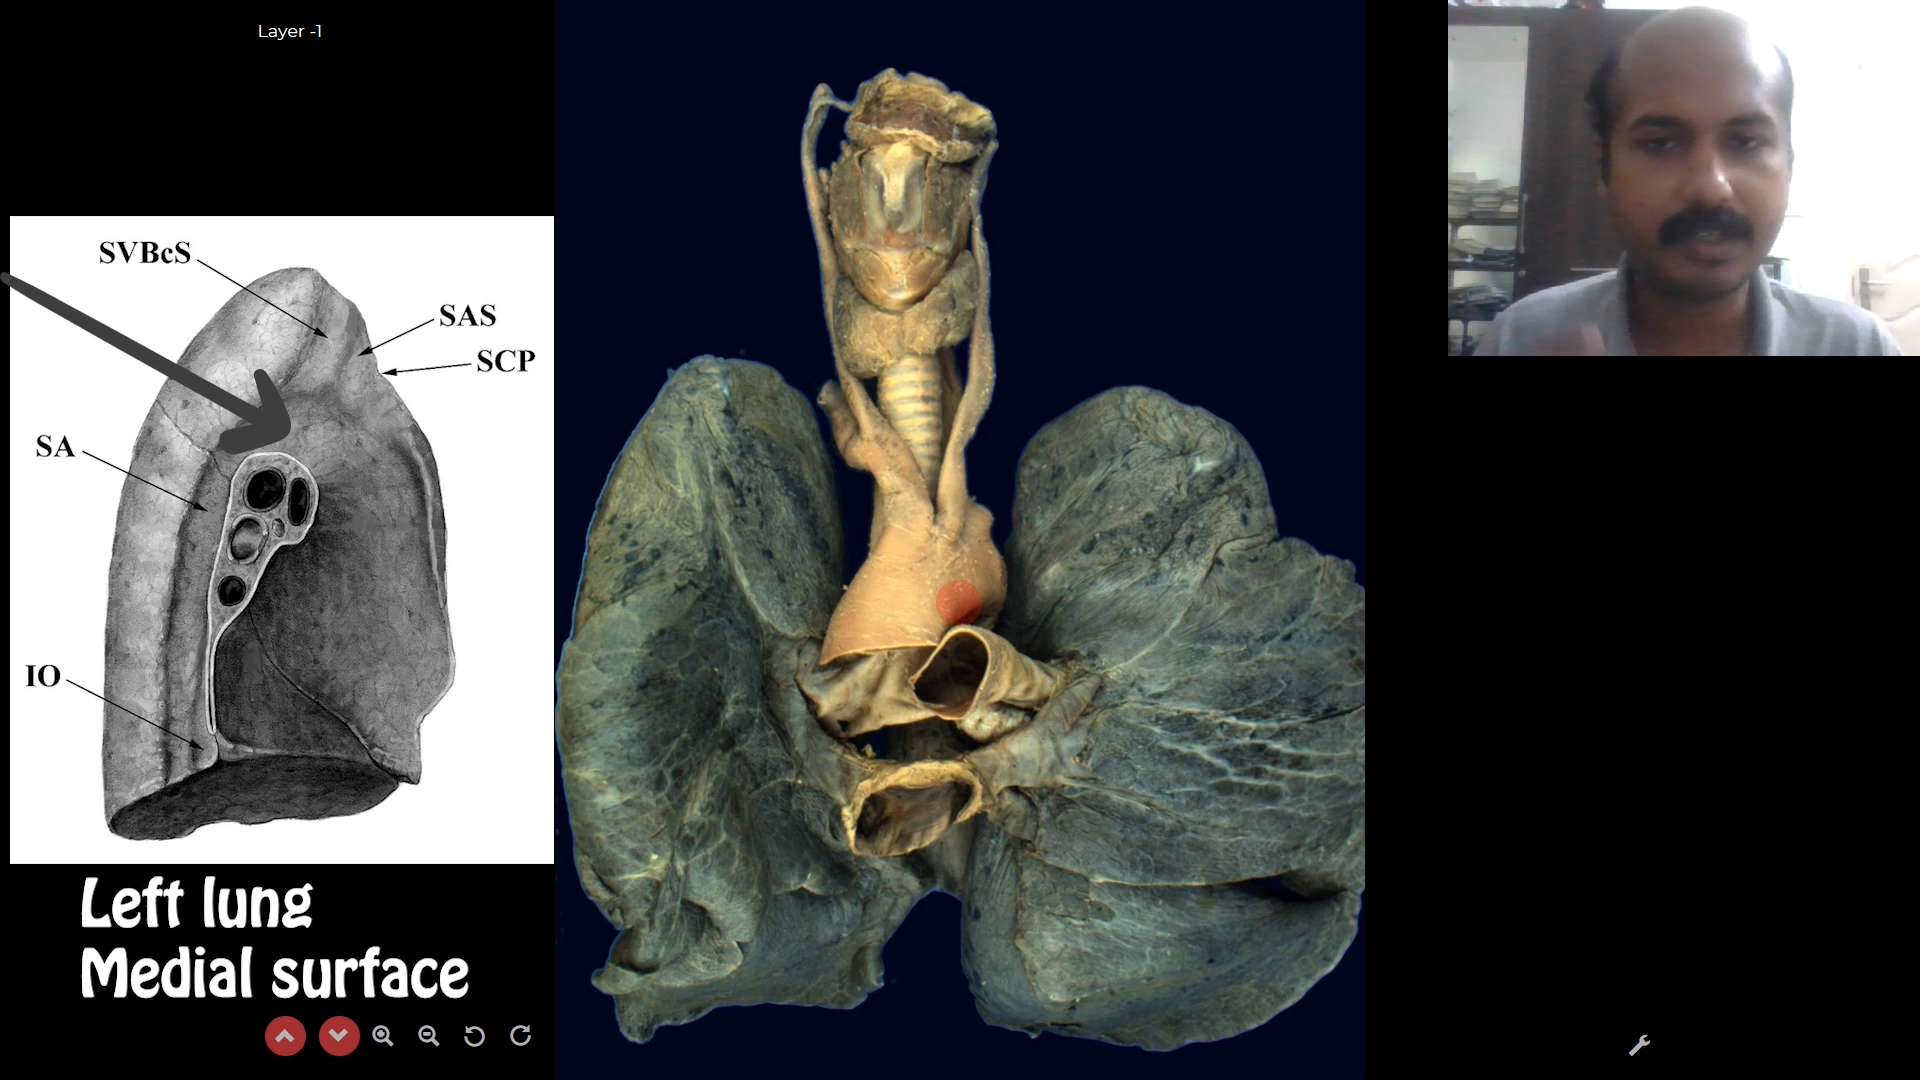 Layer -1
SVBcS
SAS
SCP
SA
IO
Left lung
Medial surface